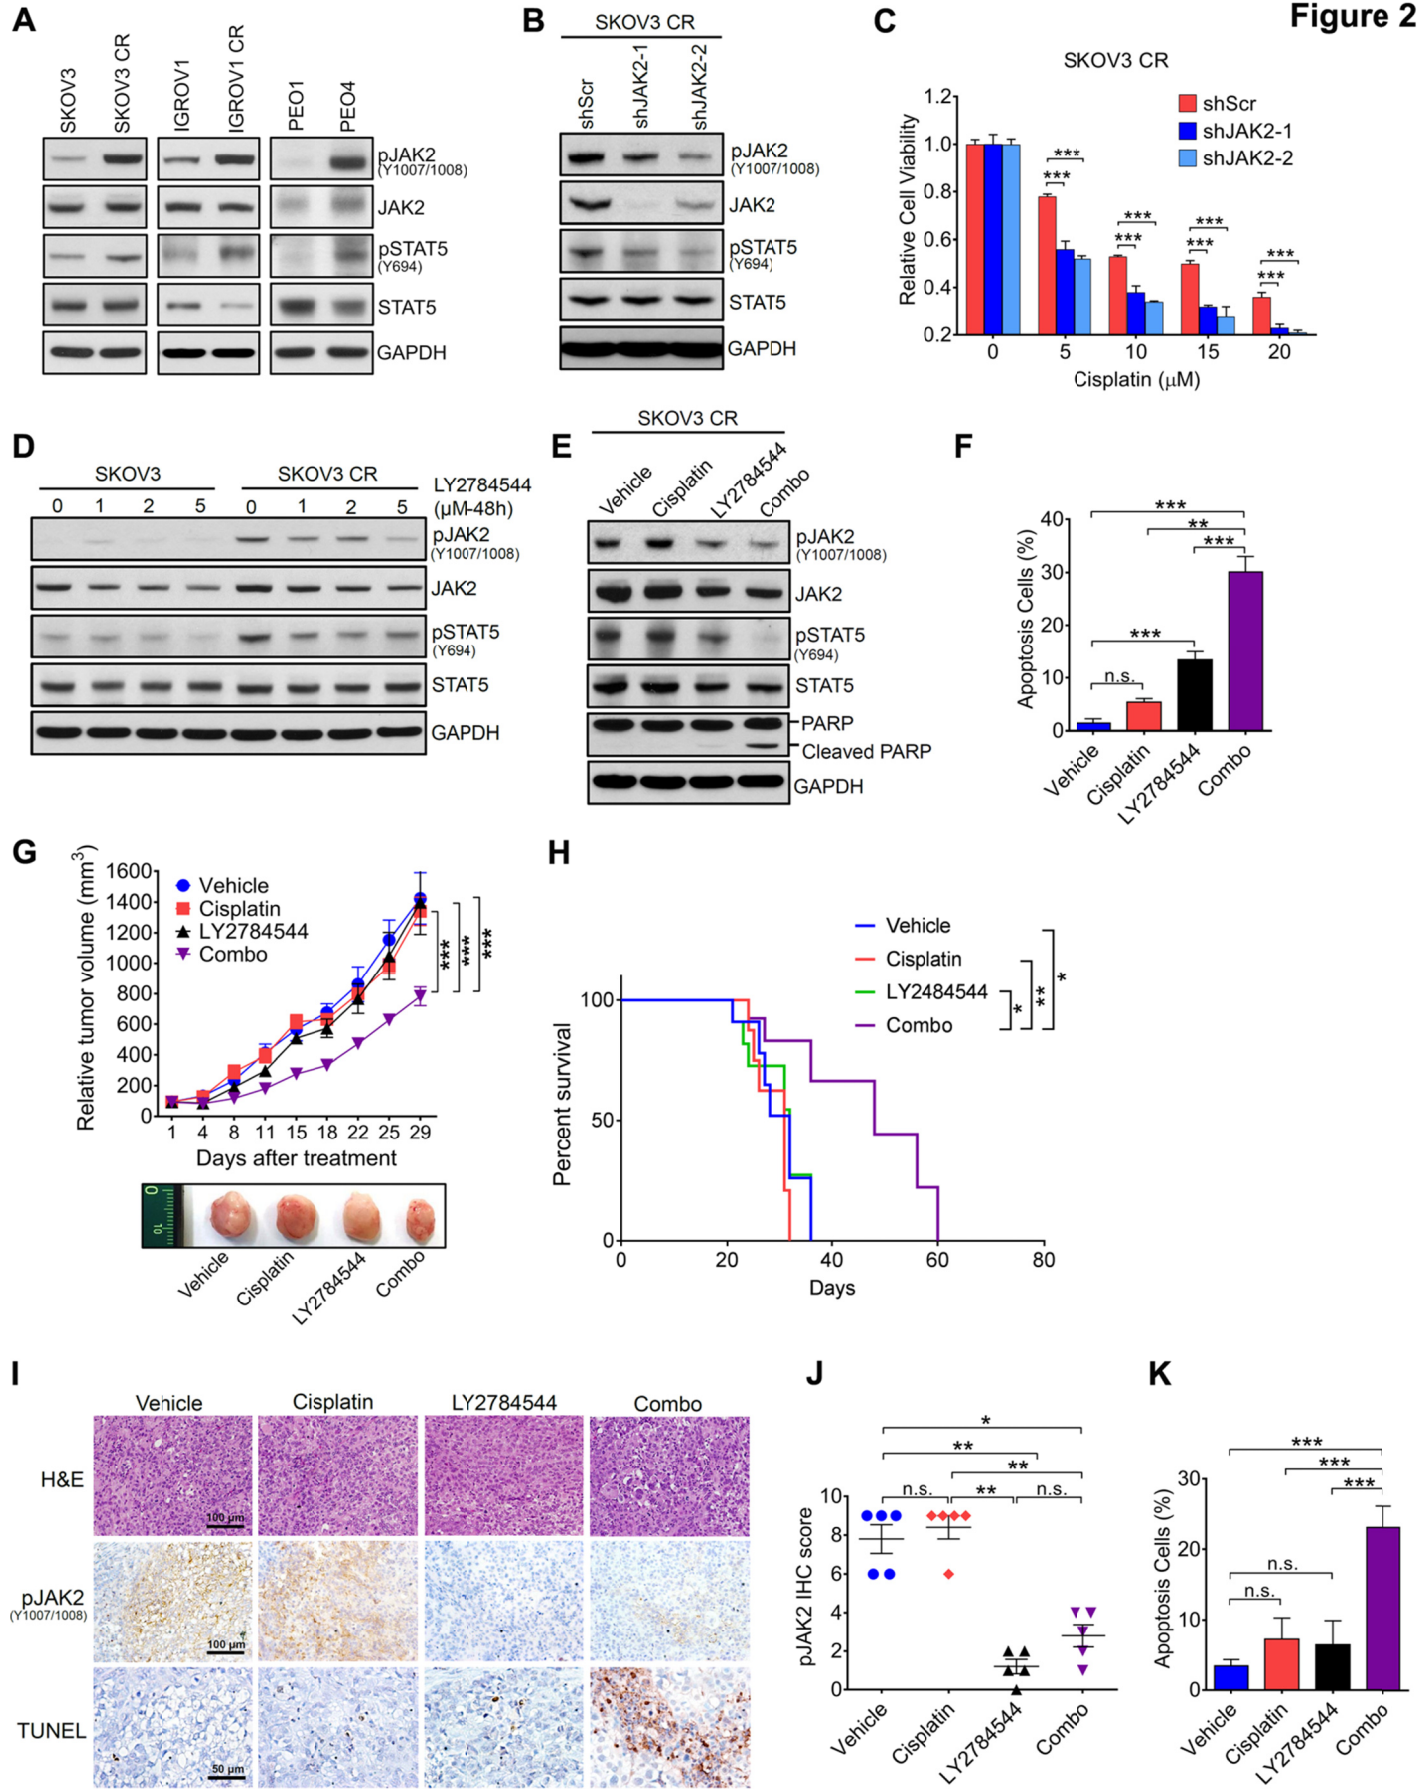 Figure 2
A
SKOV3
SKOV3 CR
IGROV1
IGROV1 CR
PEO1
PEO4
pJAK2
(Y1007/1008)
JAK2
pSTAT5
(Y694)
STAT5
GAPDH
B
SKOV3 CR
shScr
shJAK2-1
shJAK2-2
pJAK2
(Y1007/1008)
JAK2
pSTAT5
(Y694)
STAT5
GAPDH
C
SKOV3 CR
shScr
shJAK2-1
shJAK2-2
Relative Cell Viability
1.2
1.0
0.8
0.6
0.4
0.2
*** ***
*** ***
*** ***
*** ***
0 5 10 15 20
Cisplatin (µM)
D
SKOV3 SKOV3 CR
0 1 2 5 0 1 2 5
LY2784544
(µM-48h)
pJAK2
(Y1007/1008)
JAK2
pSTAT5
(Y694)
STAT5
GAPDH
E
SKOV3 CR
Vehicle
Cisplatin
LY2784544
Combo
pJAK2
(Y1007/1008)
JAK2
pSTAT5
(Y694)
STAT5
PARP
Cleaved PARP
GAPDH
F
Apoptosis Cells (%)
40
30
20
10
0
***
**
***
***
n.s.
Vehicle
Cisplatin
LY2784544
Combo
G
Relative tumor volume (mm3)
1600
1400
1200
1000
800
600
400
200
0
Vehicle
Cisplatin
LY2784544
Combo
*** *** ***
1 4 8 11 15 18 22 25 29
Days after treatment
0
10
Vehicle
Cisplatin
LY2784544
Combo
H
Vehicle
Cisplatin
LY2484544
Combo
* ** *
Percent survival
100
50
0
0 20 40 60 80
Days
I
Vehicle Cisplatin LY2784544 Combo
H&E
100 µm
pJAK2
(Y1007/1008)
100 µm
TUNEL
50 µm
J
pJAK2 IHC score
10
8
6
4
2
0
*
**
**
n.s. ** n.s.
Vehicle
Cisplatin
LY2784544
Combo
K
Apoptosis Cells (%)
30
20
10
0
***
***
***
n.s.
n.s.
Vehicle
Cisplatin
LY2784544
Combo